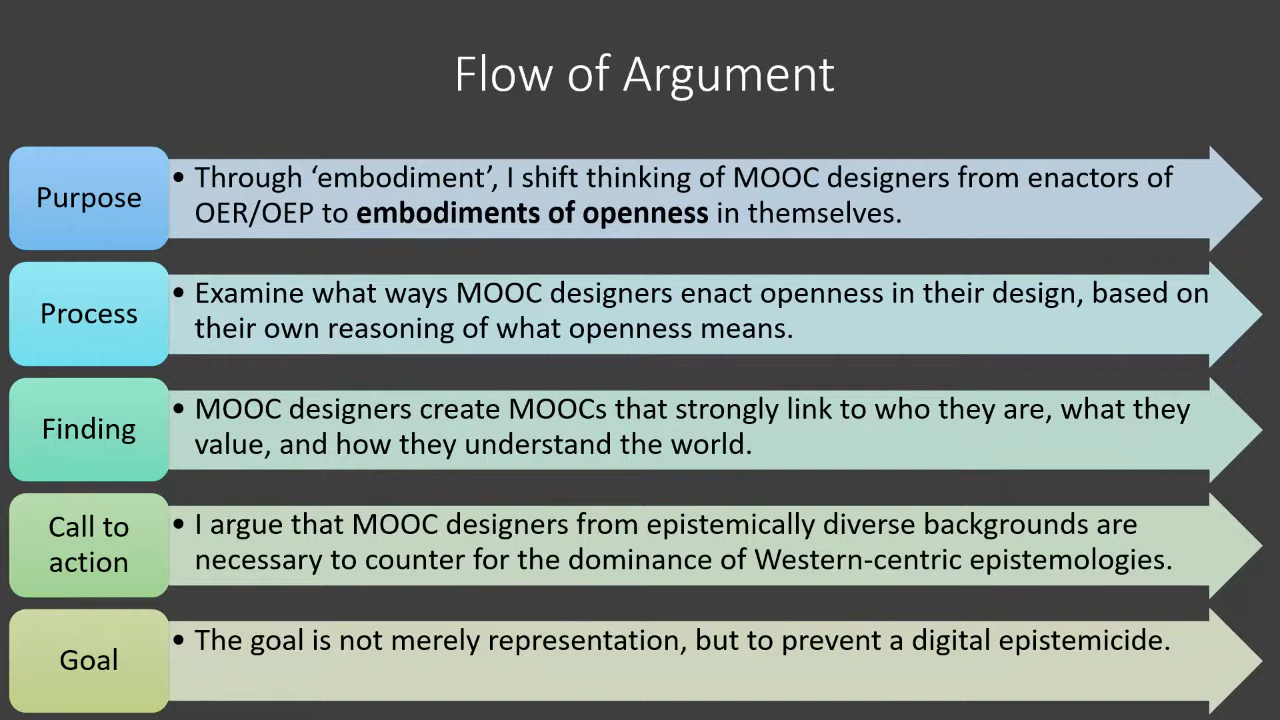 Flow of Argument
Purpose
• Through ‘embodiment’, I shift thinking of MOOC designers from enactors of
OER/OEP to embodiments of openness in themselves.
Process
• Examine what ways MOOC designers enact openness in their design, based on
their own reasoning of what openness means.
Finding
• MOOC designers create MOOCs that strongly link to who they are, what they
value, and how they understand the world.
Call to
action
• I argue that MOOC designers from epistemically diverse backgrounds are
necessary to counter for the dominance of Western-centric epistemologies.
Goal
• The goal is not merely representation, but to prevent a digital epistemicide.